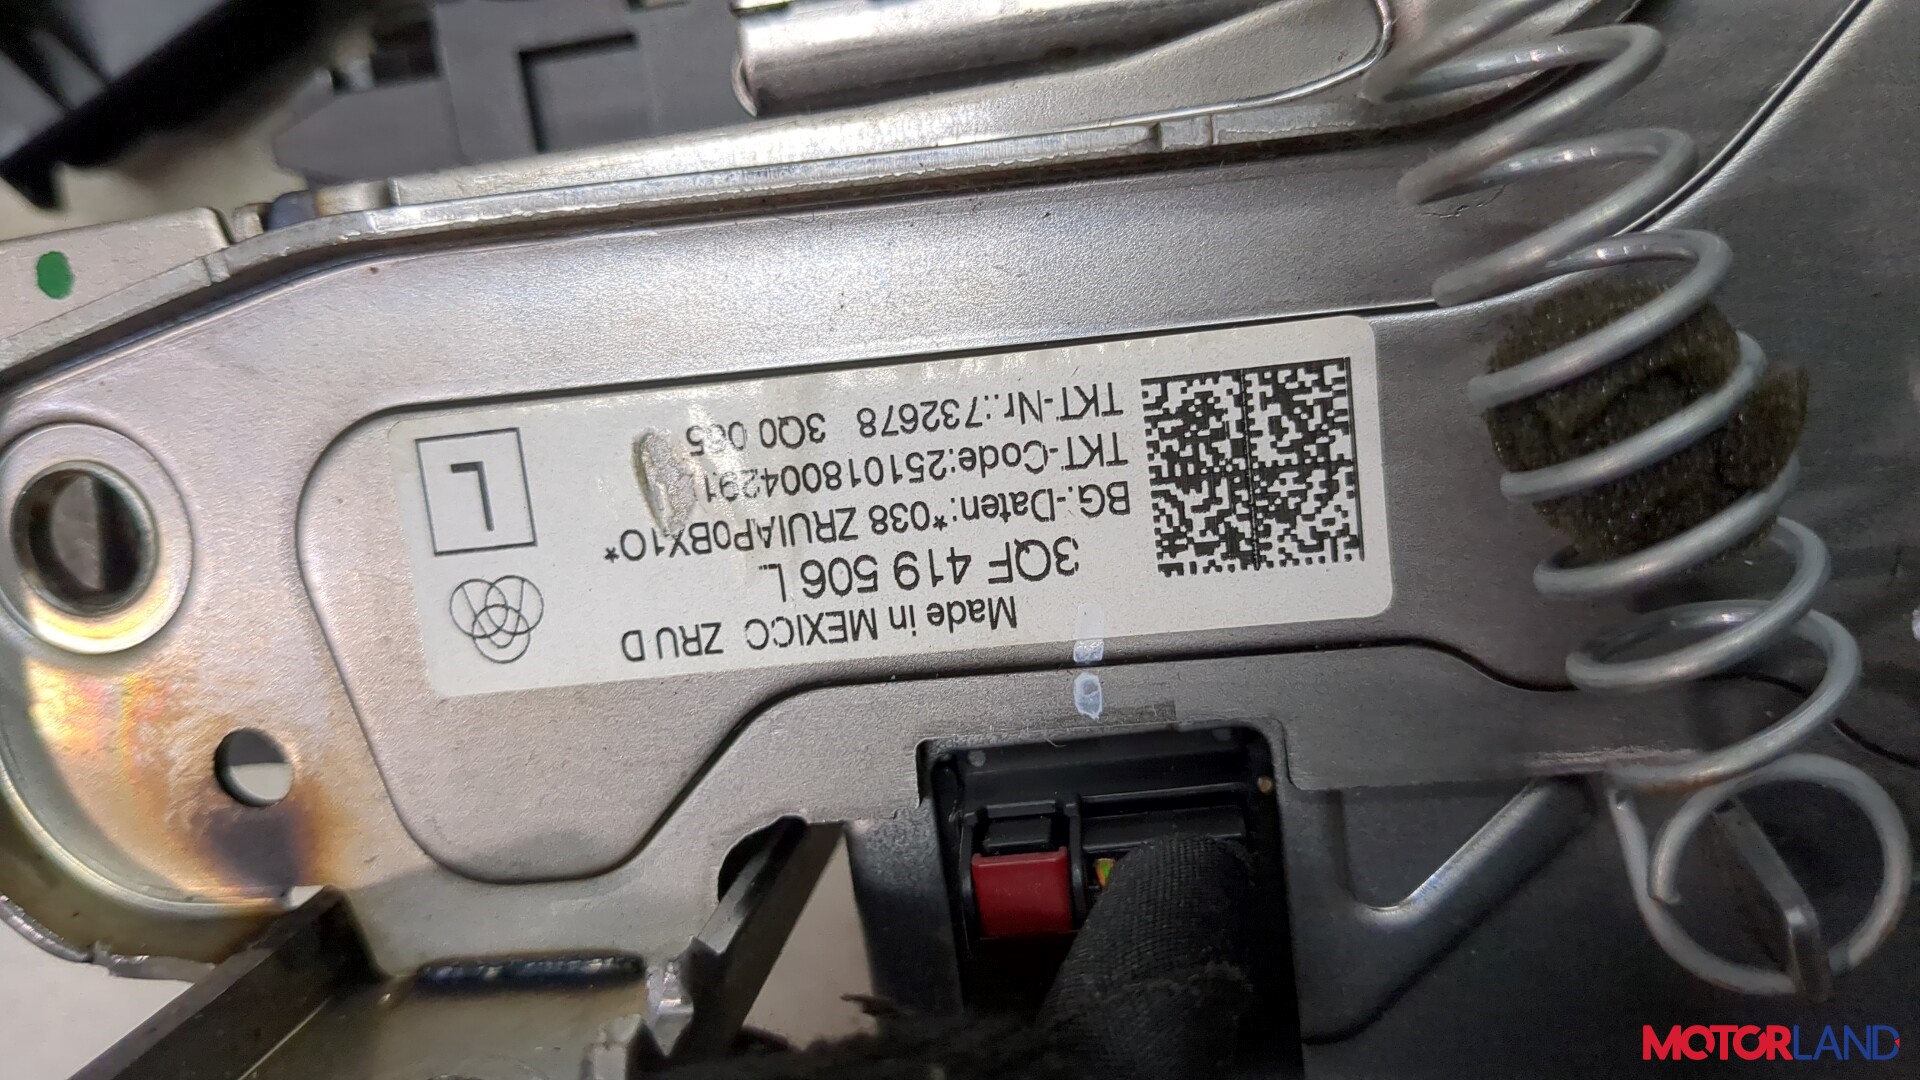 Made in MEXICO ZRU D
3QF 419 506 L
BG.-Daten:*038 ZRUIAP0BX1O*
TKT-Code:25101800429
TKT-Nr.:732678 3Q0
L
MOTORLAND